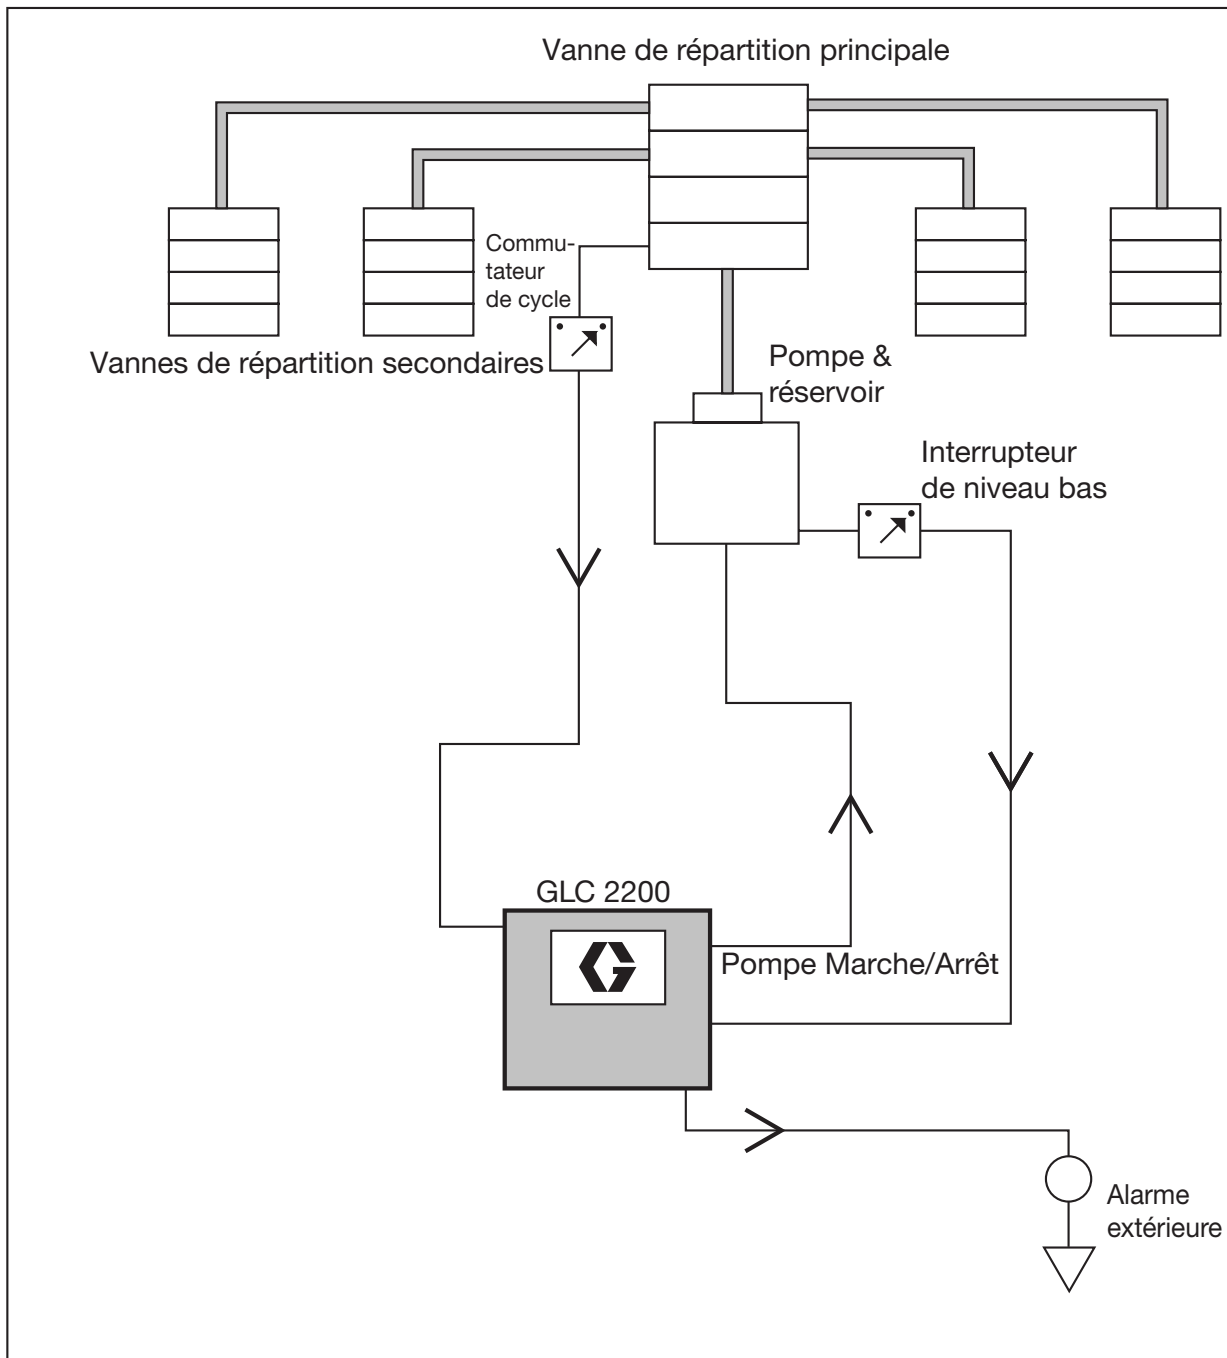 Vanne de répartition principale
Commu-
tateur
de cycle
Vannes de répartition secondaires
Pompe &
réservoir
Interrupteur
de niveau bas
GLC 2200
Pompe Marche/Arrêt
Alarme
extérieure